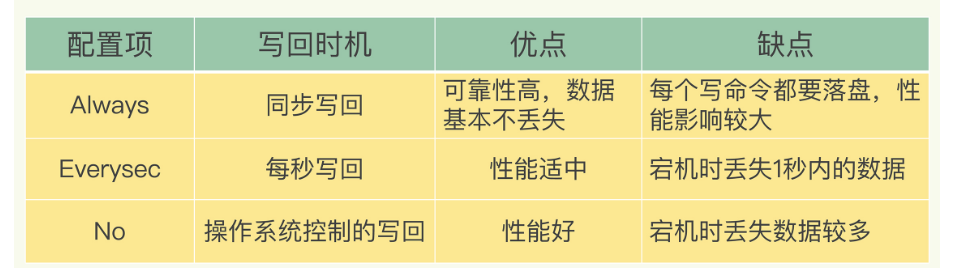 配置项 写回时机 优点 缺点
Always 同步写回 可靠性高，数据基本不丢失 每个写命令都要落盘，性能影响较大
Everysec 每秒写回 性能适中 宕机时丢失1秒内的数据
No 操作系统控制的写回 性能好 宕机时丢失数据较多